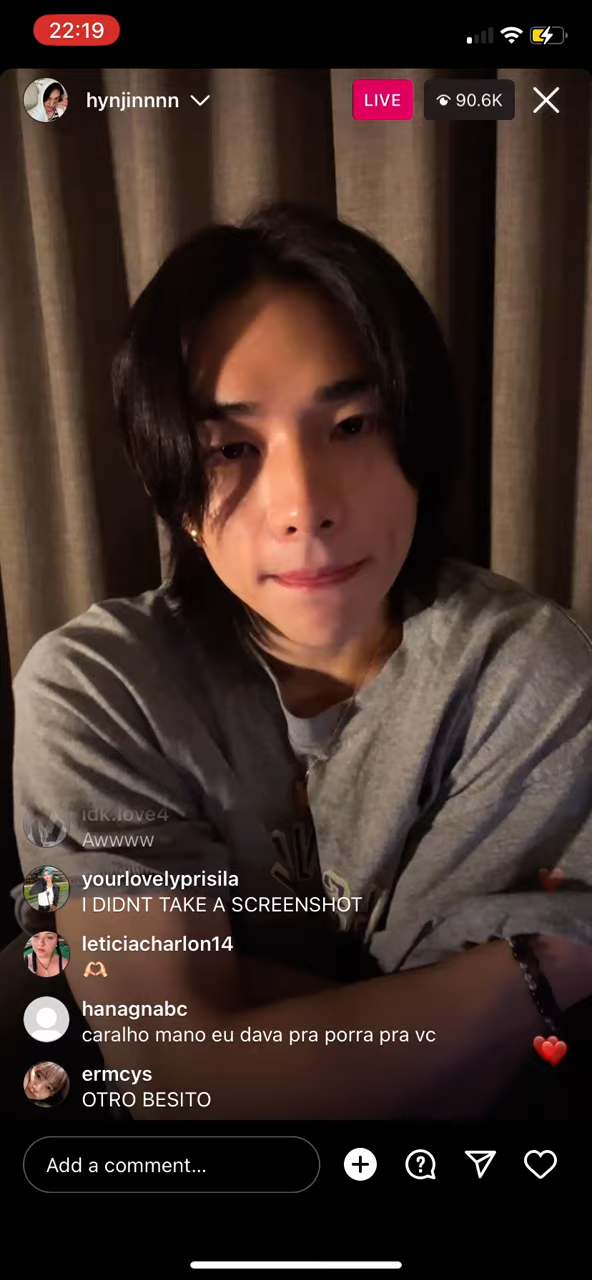 22:19
hynjinnnn
LIVE
90.6K
idk.love4
Awwww
yourlovelyprisila
I DIDNT TAKE A SCREENSHOT
leticiacharlon14
hanagnabc
caralho mano eu dava pra porra pra vc
ermcys
OTRO BESITO
Add a comment...